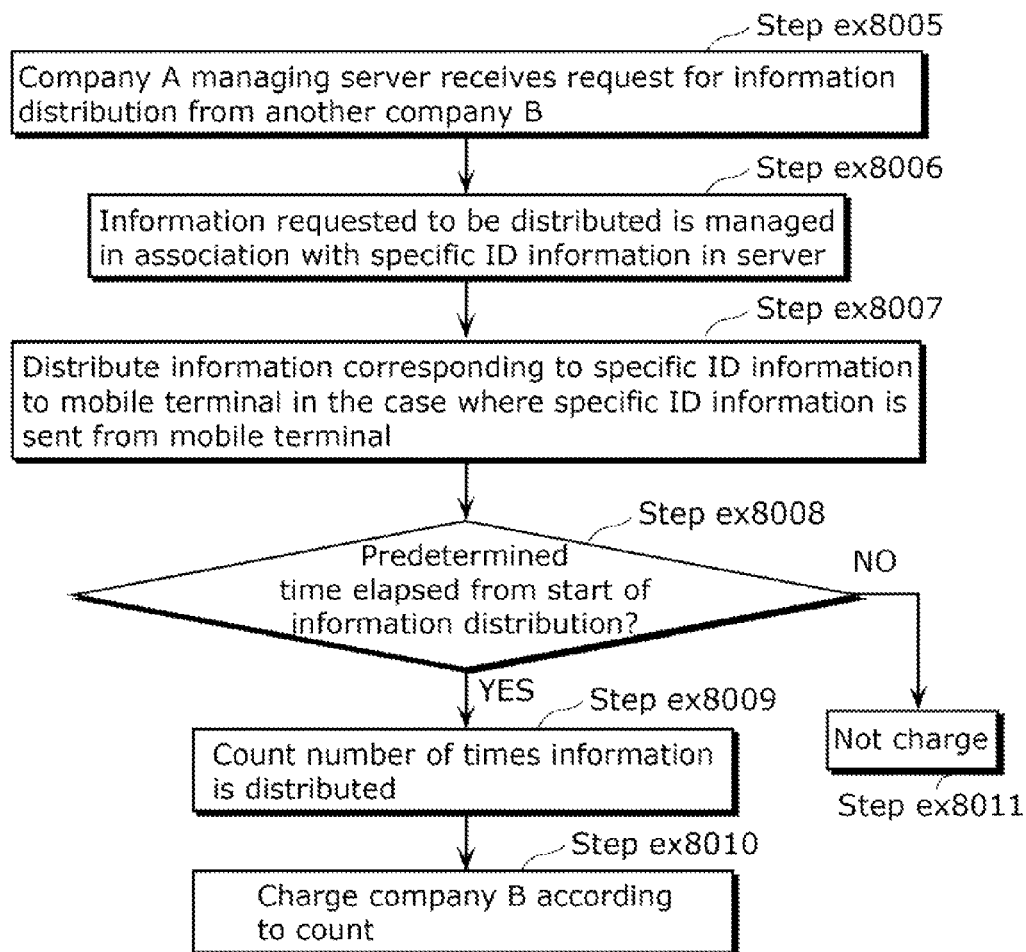 Step ex8005
Company A managing server receives request for information
distribution from another company B
Step ex8006
Information requested to be distributed is managed
in association with specific ID information in server
Step ex8007
Distribute information corresponding to specific ID information
to mobile terminal in the case where specific ID information is
sent from mobile terminal
Step ex8008
Predetermined
time elapsed from start of
information distribution?
NO
YES
Step ex8009
Count number of times information
is distributed
Not charge
Step ex8011
Step ex8010
Charge company B according
to count